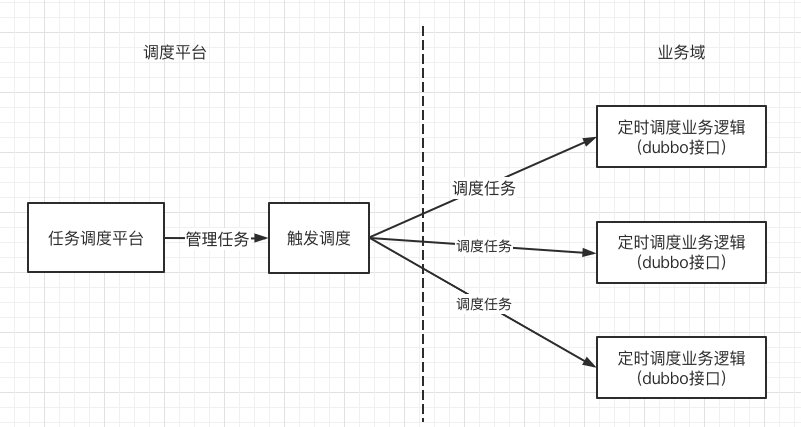 调度平台
业务域
定时调度业务逻辑
(dubbo接口)
调度任务
任务调度平台
管理任务
触发调度
调度任务
定时调度业务逻辑
(dubbo接口)
调度任务
定时调度业务逻辑
(dubbo接口)